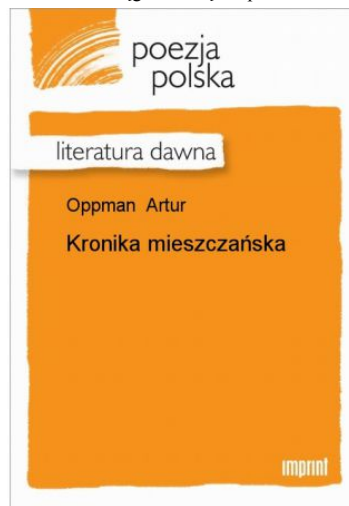 poezja
polska
literatura dawna
Oppman Artur
Kronika mieszczańska
imprint